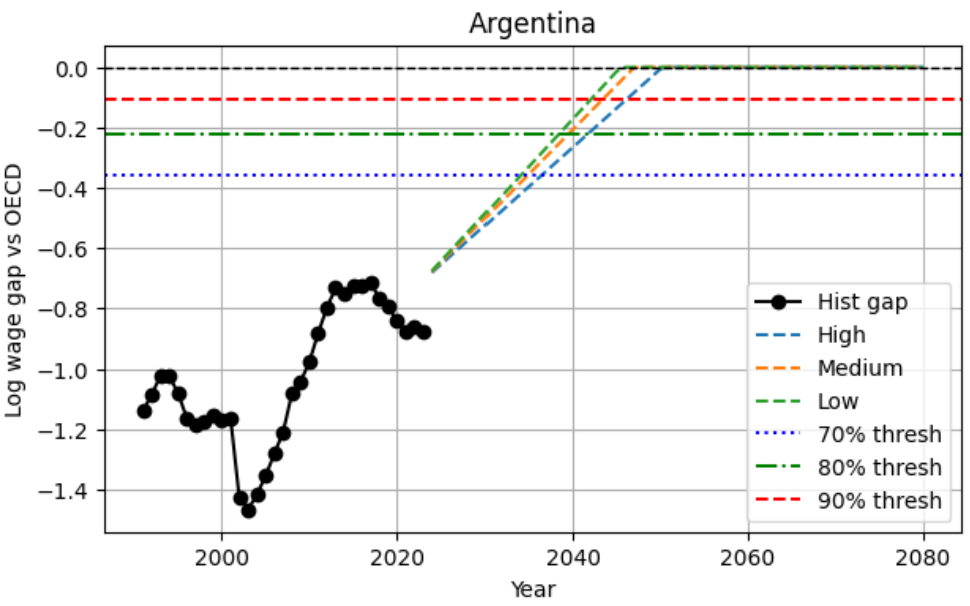 Argentina
Log wage gap vs OECD
0.0
−0.2
−0.4
−0.6
−0.8
−1.0
−1.2
−1.4
Hist gap
High
Medium
Low
70% thresh
80% thresh
90% thresh
2000 2020 2040 2060 2080
Year